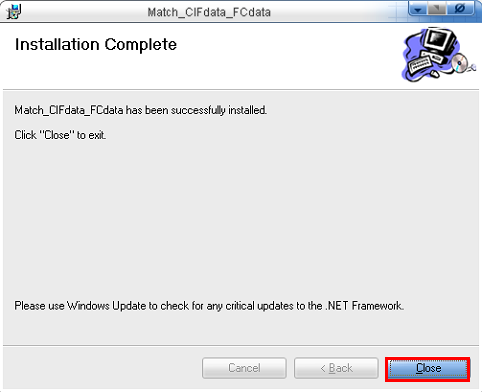 Match_CIFdata_FCdata
Installation Complete
Match_CIFdata_FCdata has been successfully installed.
Click "Close" to exit.
Please use Windows Update to check for any critical updates to the .NET Framework.
Cancel
< Back
Close